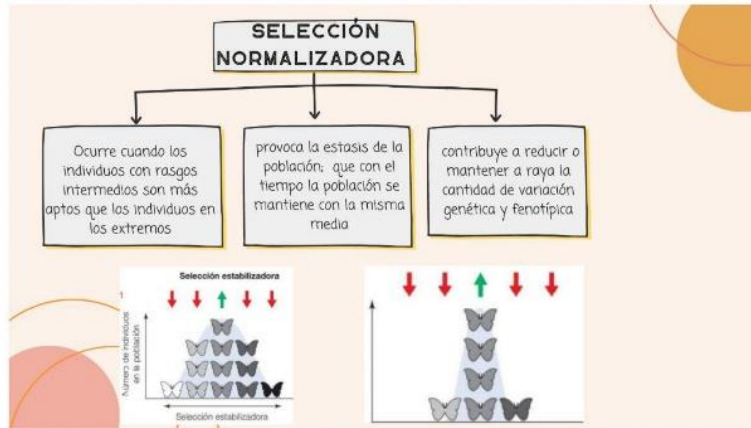 SELECCIÓN
NORMALIZADORA
Ocurre cuando los
individuos con rasgos
intermedios son más
aptos que los individuos en
los extremos
provoca la estasis de la
población; que con el
tiempo la población se
mantiene con la misma
media
contribuye a reducir o
mantener a raya la
cantidad de variación
genética y fenotípica
Selección estabilizadora
1
Número de individuos
en la población
Selección estabilizadora